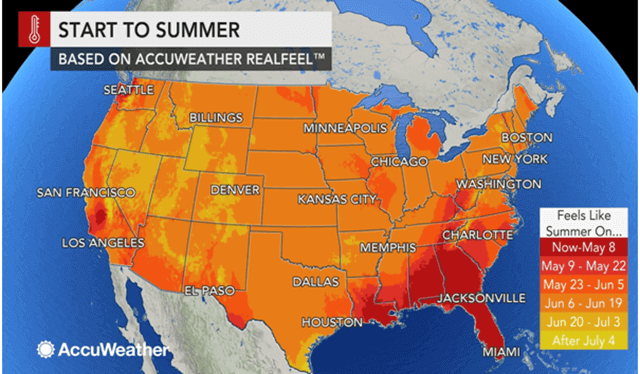 START TO SUMMER
BASED ON ACCUWEATHER REALFEEL™
SEATTLE
BILLINGS
MINNEAPOLIS
BOSTON
CHICAGO
NEW YORK
SAN FRANCISCO
DENVER
KANSAS CITY
WASHINGTON
LOS ANGELES
MEMPHIS
CHARLOTTE
EL PASO
DALLAS
JACKSONVILLE
HOUSTON
MIAMI
Feels Like
Summer On...
Now-May 8
May 9 - May 22
May 23 - Jun 5
Jun 6 - Jun 19
Jun 20 - Jul 3
After July 4
AccuWeather